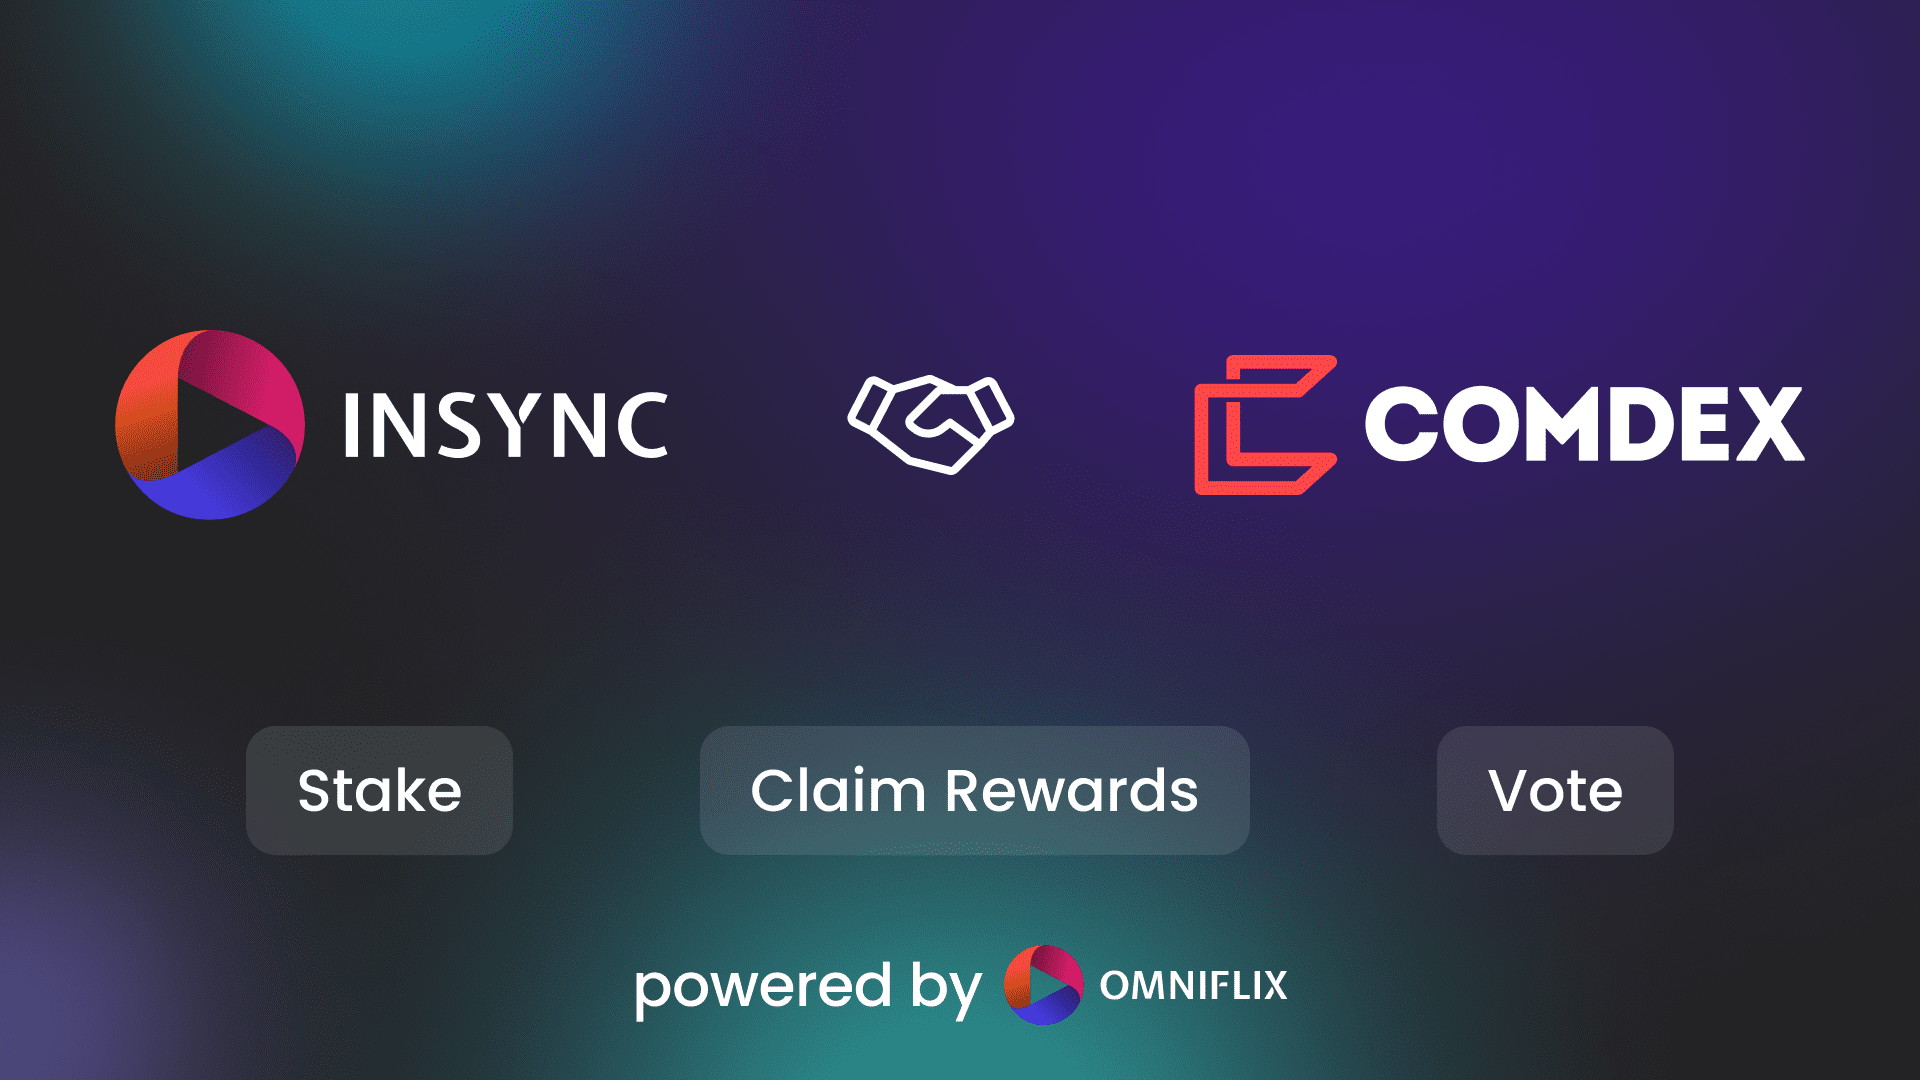 INSYNC
COMDEX
Stake
Claim Rewards
Vote
powered by OMNIFLIX